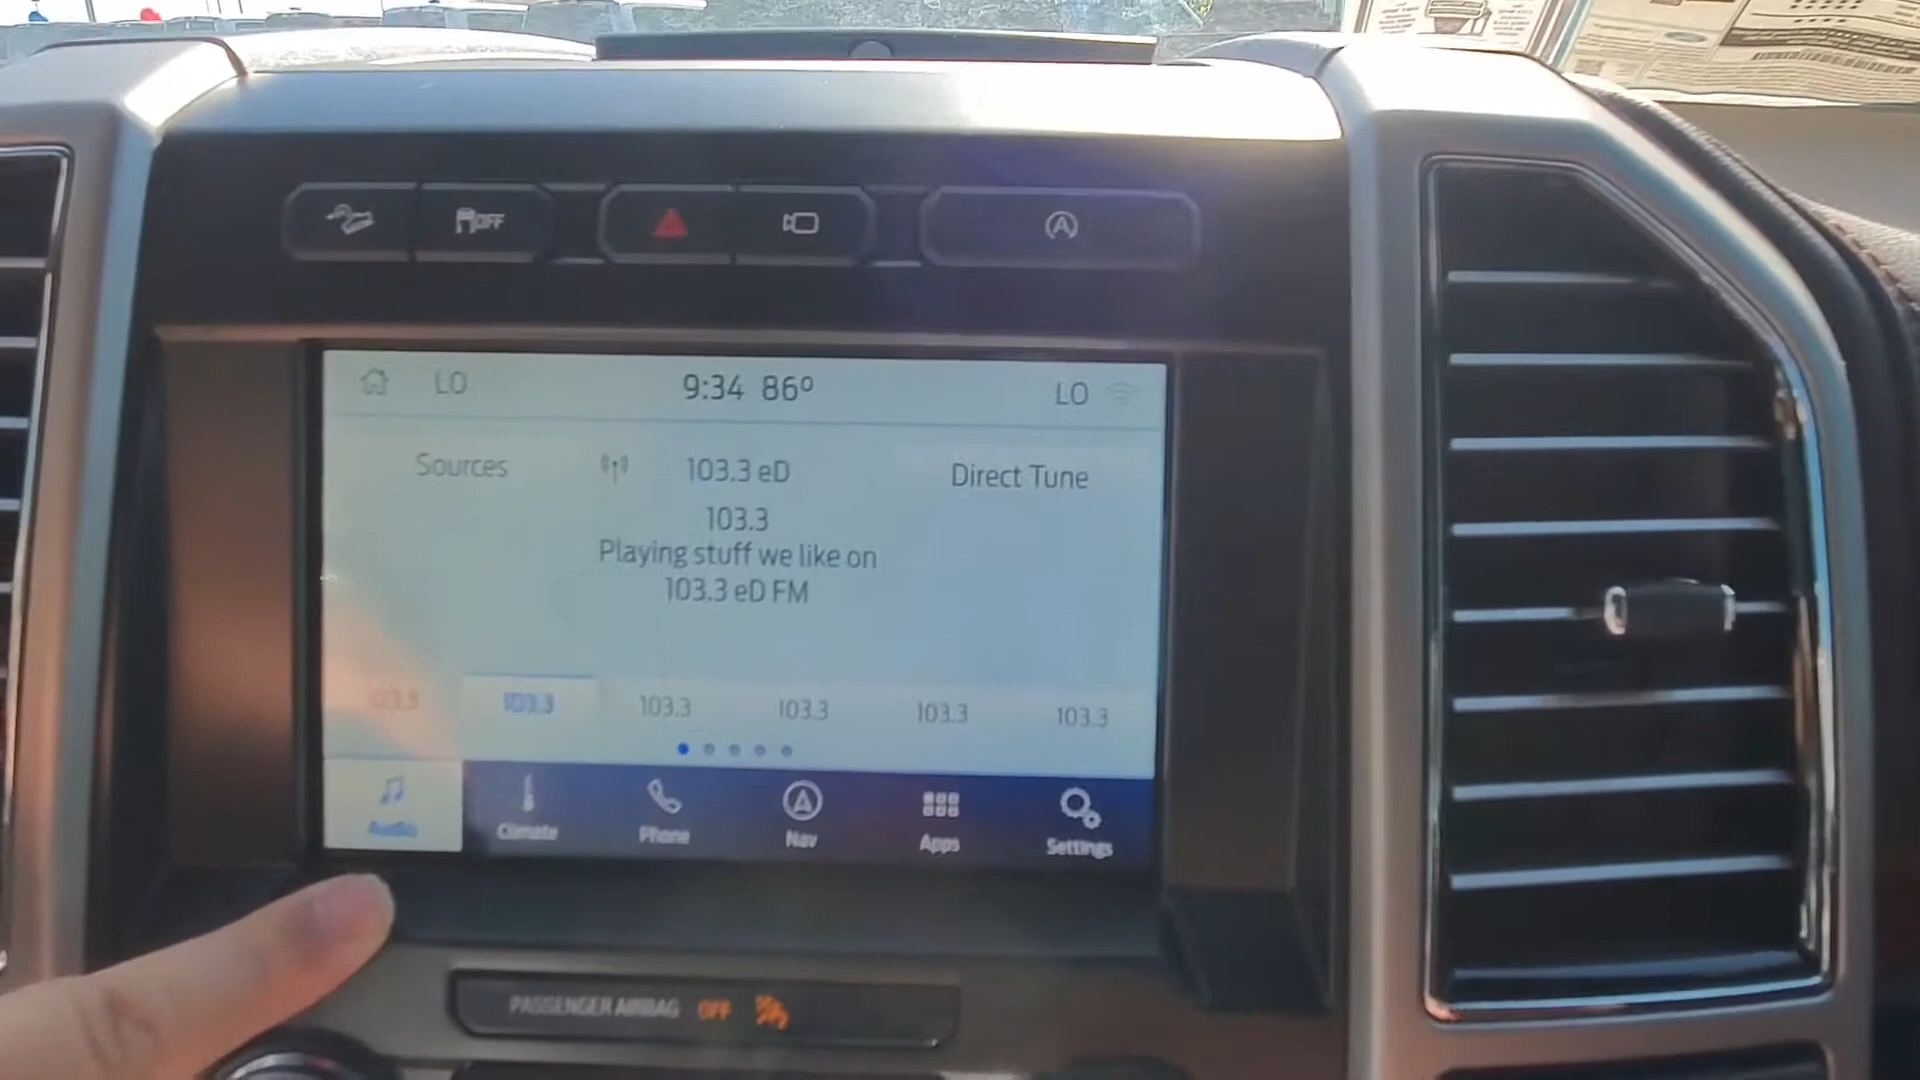 OFF
A
LO 9:34 86° LO
Sources 103.3 eD Direct Tune
103.3
Playing stuff we like on
103.3 eD FM
103.3 103.3 103.3 103.3 103.3 103.3
Audio Climate Phone Nav Apps Settings
PASSENGER AIRBAG OFF